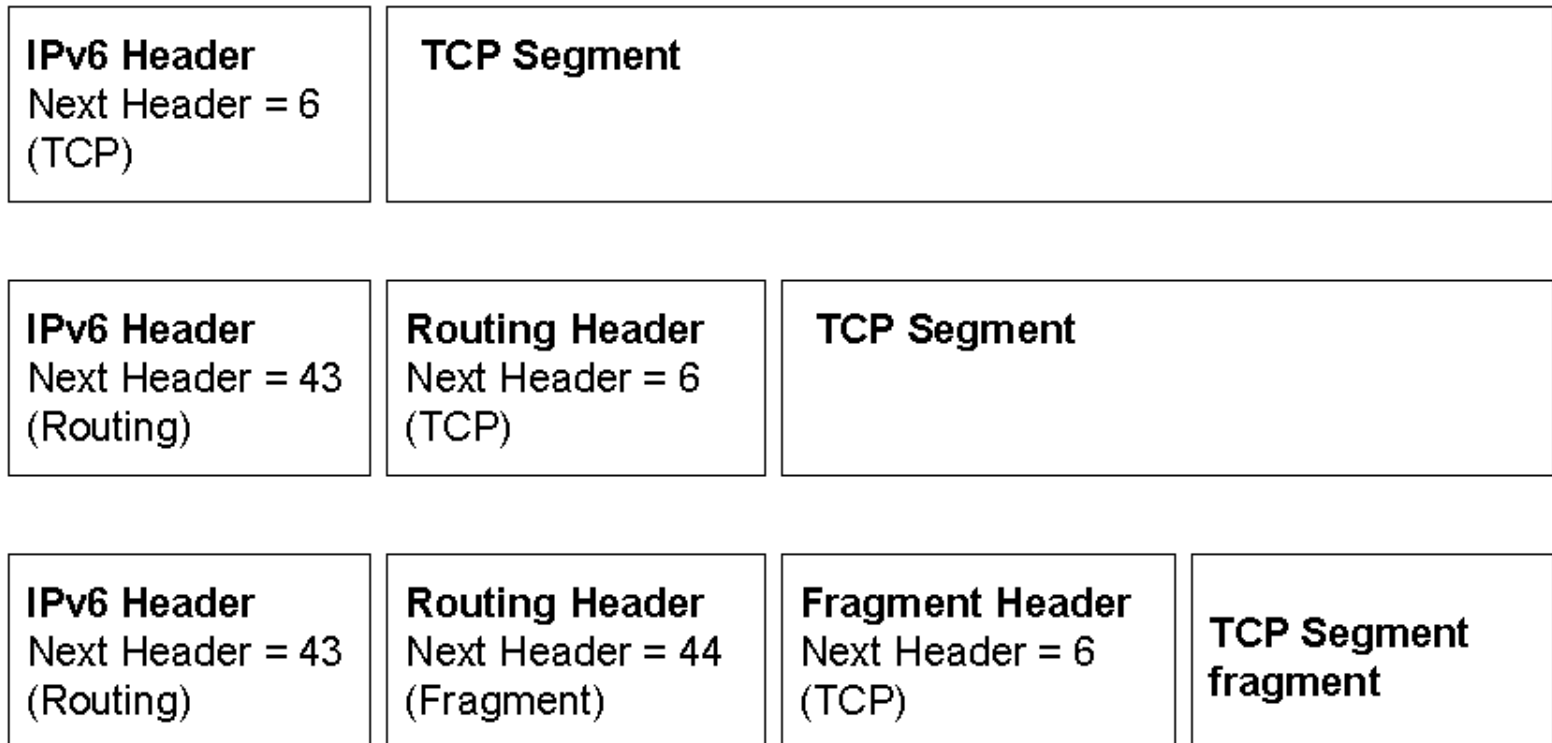 IPv6 Header
Next Header = 6
(TCP)
TCP Segment
IPv6 Header
Next Header = 43
(Routing)
Routing Header
Next Header = 6
(TCP)
TCP Segment
IPv6 Header
Next Header = 43
(Routing)
Routing Header
Next Header = 44
(Fragment)
Fragment Header
Next Header = 6
(TCP)
TCP Segment
fragment